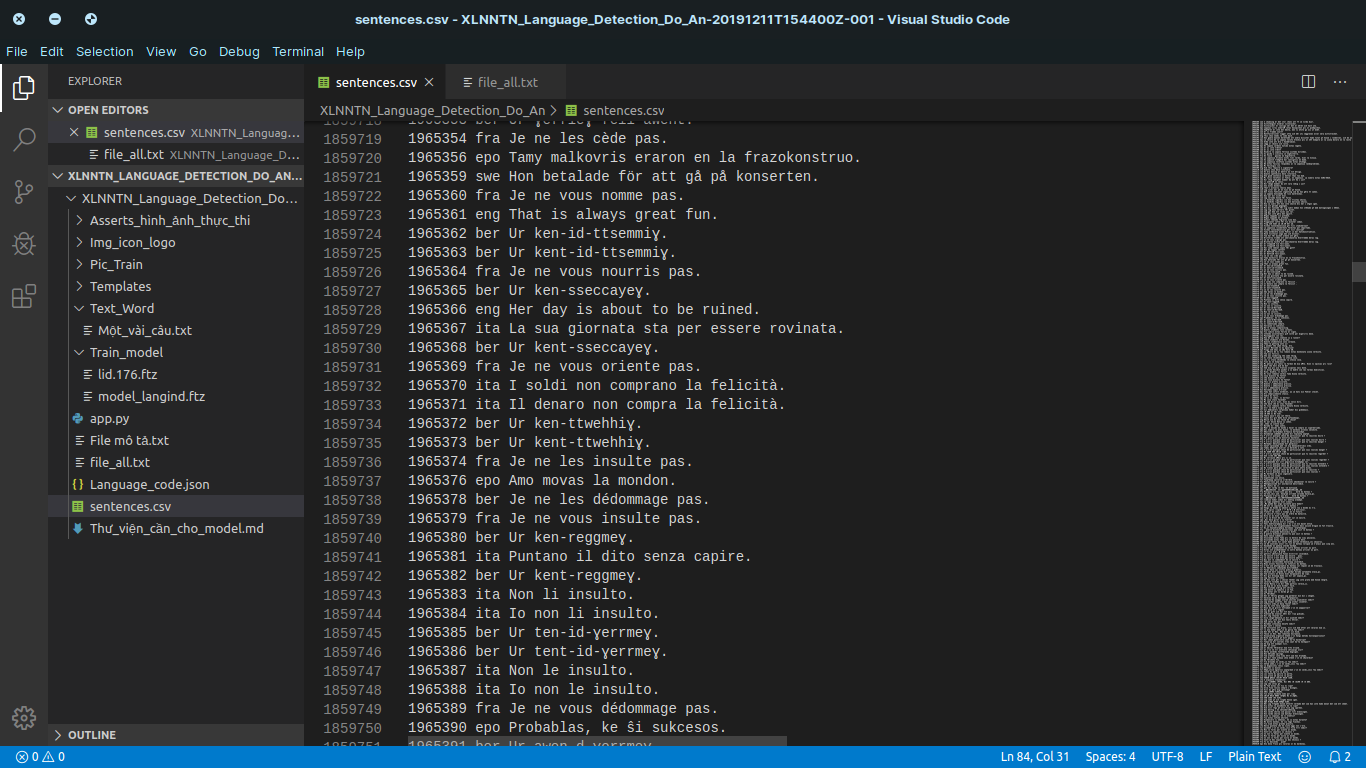 sentences.csv - XLNNTN_Language_Detection_Do_An-20191211T154400Z-001 - Visual Studio Code
File Edit Selection View Go Debug Terminal Help
EXPLORER
OPEN EDITORS
sentences.csv XLNNTN_Languag...
file_all.txt XLNNTN_Language_D...
XLNNTN_LANGUAGE_DETECTION_DO_AN...
XLNNTN_Language_Detection_Do...
Asserts_hình_ảnh_thực_thi
Img_icon_logo
Pic_Train
Templates
Text_Word
Một_vài_câu.txt
Train_model
lid.176.ftz
model_langind.ftz
app.py
File mô tả.txt
file_all.txt
Language_code.json
sentences.csv
Thư_viện_cần_cho_model.md
OUTLINE
sentences.csv
file_all.txt
XLNNTN_Language_Detection_Do_An > sentences.csv
1859719 1965354 fra Je ne les cède pas.
1859720 1965356 epo Tamy malkovris eraron en la frazokonstruo.
1859721 1965359 swe Hon betalade för att gå på konserten.
1859722 1965360 fra Je ne vous nomme pas.
1859723 1965361 eng That is always great fun.
1859724 1965362 ber Ur ken-id-ttsemmiɣ.
1859725 1965363 ber Ur kent-id-ttsemmiɣ.
1859726 1965364 fra Je ne vous nourris pas.
1859727 1965365 ber Ur ken-sseccayeɣ.
1859728 1965366 eng Her day is about to be ruined.
1859729 1965367 ita La sua giornata sta per essere rovinata.
1859730 1965368 ber Ur kent-sseccayeɣ.
1859731 1965369 fra Je ne vous oriente pas.
1859732 1965370 ita I soldi non comprano la felicità.
1859733 1965371 ita Il denaro non compra la felicità.
1859734 1965372 ber Ur ken-ttwehhiɣ.
1859735 1965373 ber Ur kent-ttwehhiɣ.
1859736 1965374 fra Je ne les insulte pas.
1859737 1965376 epo Amo movas la mondon.
1859738 1965378 ber Je ne les dédommage pas.
1859739 1965379 fra Je ne vous insulte pas.
1859740 1965380 ber Ur ken-reggmeɣ.
1859741 1965381 ita Puntano il dito senza capire.
1859742 1965382 ber Ur kent-reggmeɣ.
1859743 1965383 ita Non li insulto.
1859744 1965384 ita Io non li insulto.
1859745 1965385 ber Ur ten-id-ɣerrmeɣ.
1859746 1965386 ber Ur tent-id-ɣerrmeɣ.
1859747 1965387 ita Non le insulto.
1859748 1965388 ita Io non le insulto.
1859749 1965389 fra Je ne vous dédommage pas.
1859750 1965390 epo Probablas, ke ŝi sukcesos.
0 0 Ln 84, Col 31 Spaces: 4 UTF-8 LF Plain Text 2